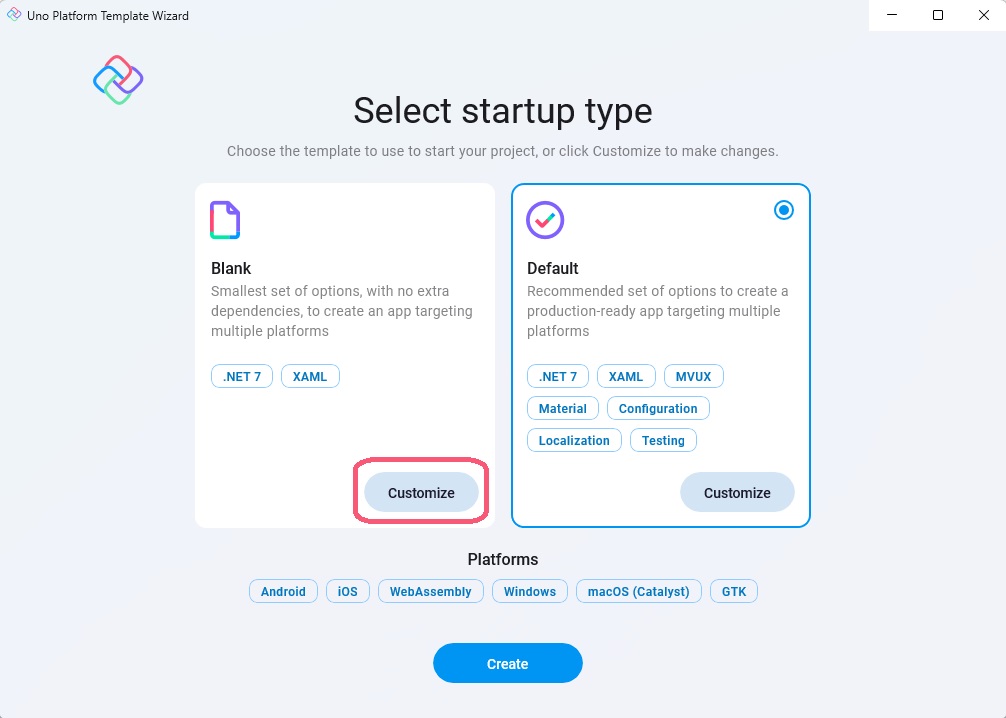 Uno Platform Template Wizard
Select startup type
Choose the template to use to start your project, or click Customize to make changes.
Blank
Smallest set of options, with no extra
dependencies, to create an app targeting
multiple platforms
.NET 7 XAML
Customize
Default
Recommended set of options to create a
production-ready app targeting multiple
platforms
.NET 7 XAML MVUX
Material Configuration
Localization Testing
Customize
Platforms
Android iOS WebAssembly Windows macOS (Catalyst) GTK
Create